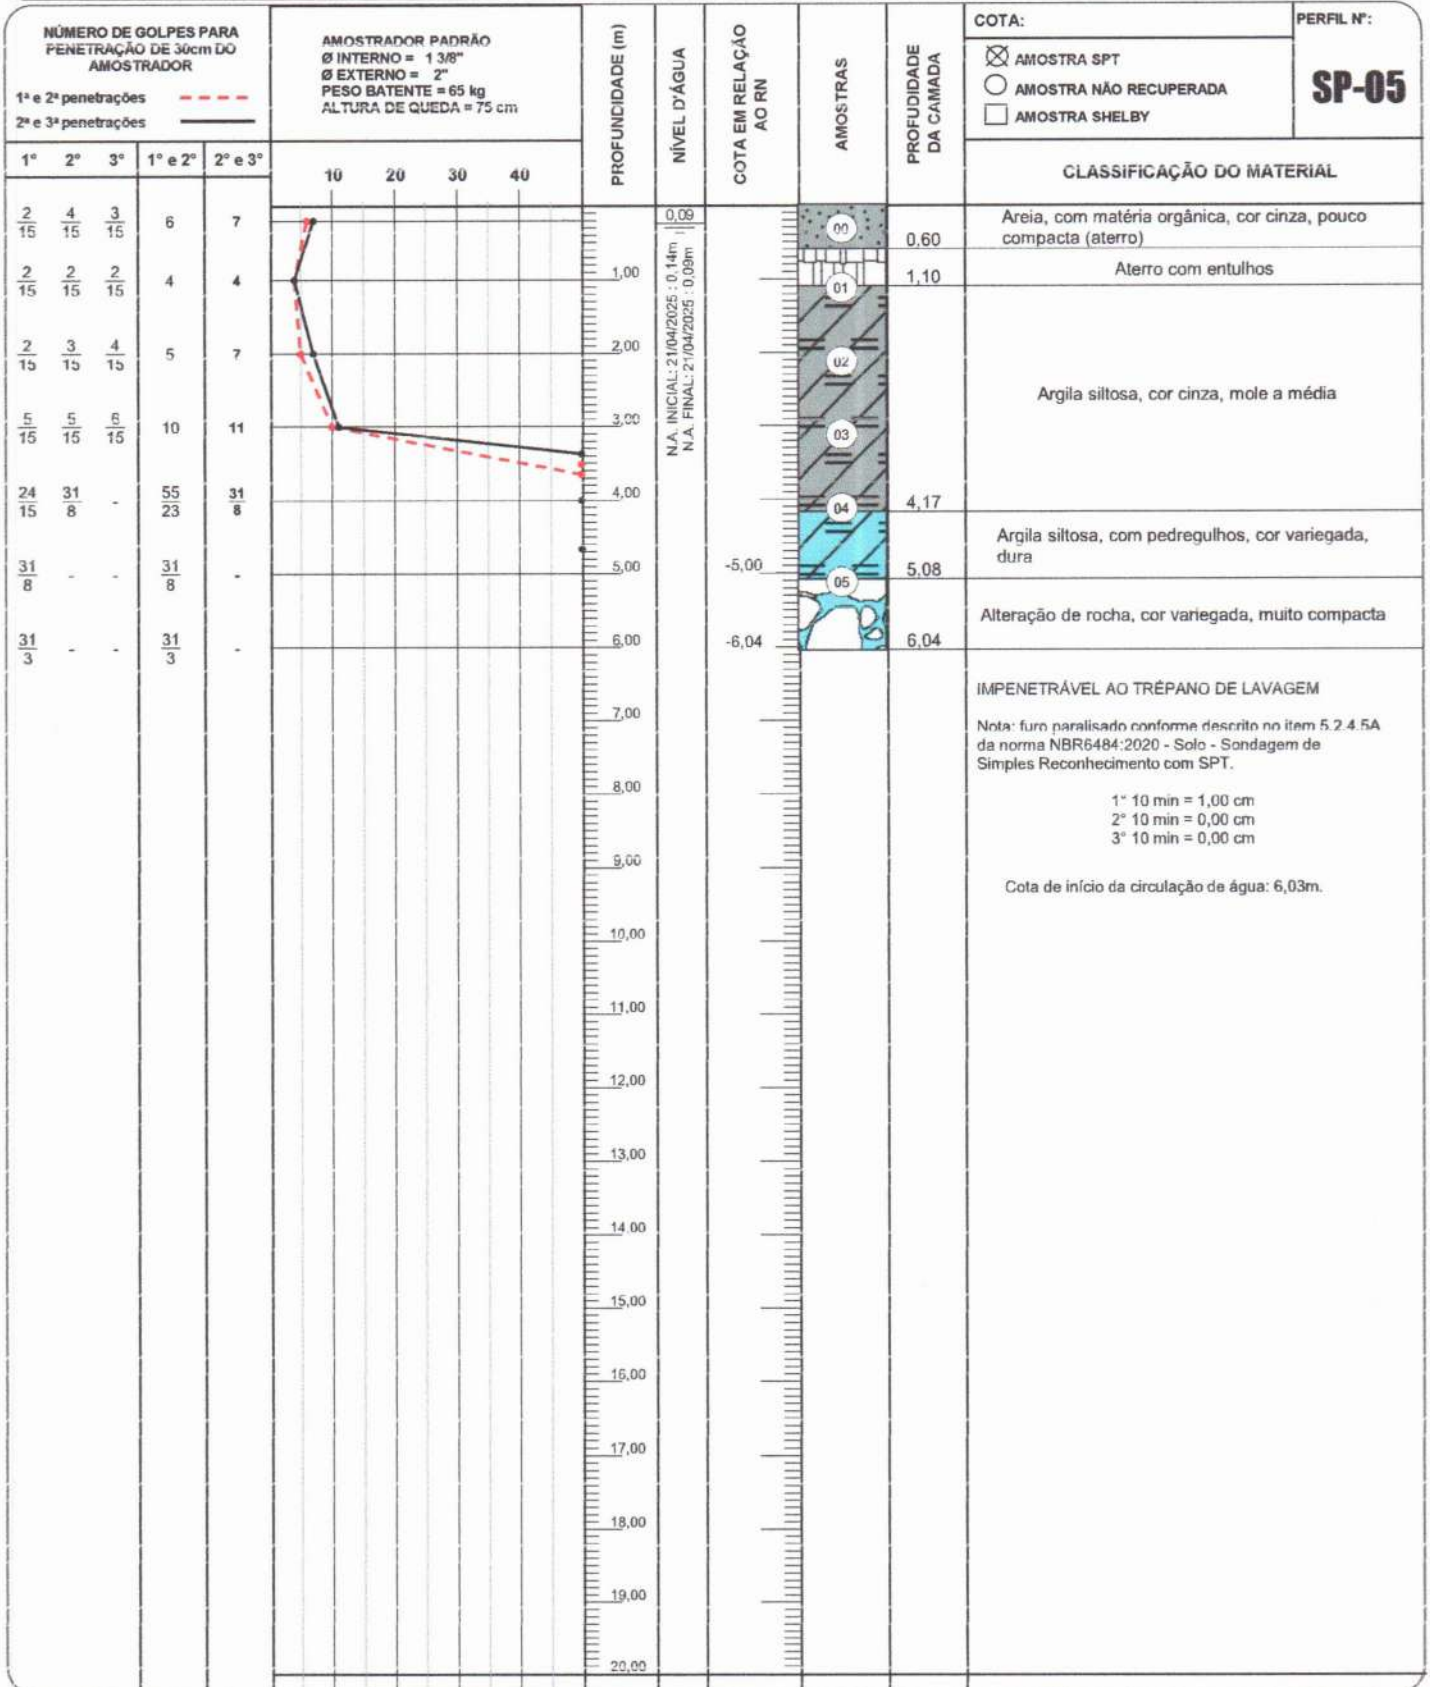 NÚMERO DE GOLPES PARA
PENETRAÇÃO DE 30cm DO
AMOSTRADOR
1ª e 2ª penetrações
2ª e 3ª penetrações
AMOSTRADOR PADRÃO
Ø INTERNO = 1 3/8"
Ø EXTERNO = 2"
PESO BATENTE = 65 kg
ALTURA DE QUEDA = 75 cm
PROFUNDIDADE (m)
NÍVEL D'ÁGUA
COTA EM RELAÇÃO
AO RN
AMOSTRAS
PROFUDIDADE
DA CAMADA
COTA:
AMOSTRA SPT
AMOSTRA NÃO RECUPERADA
AMOSTRA SHELBY
PERFIL Nº:
SP-05
CLASSIFICAÇÃO DO MATERIAL
1° 2° 3° 1° e 2° 2° e 3°
10 20 30 40
2/15 4/15 3/15 6 7
2/15 2/15 2/15 4 4
2/15 3/15 4/15 5 7
5/15 5/15 6/15 10 11
24/15 31/8 - 55/23 31/8
31/8 - - 31/8 -
31/3 - - 31/3 -
1,00
2,00
3,00
4,00
5,00
6,00
7,00
8,00
9,00
10,00
11,00
12,00
13,00
14,00
15,00
16,00
17,00
18,00
19,00
20,00
0,09
N.A. INICIAL: 21/04/2025 : 0,14m
N.A. FINAL: 21/04/2025 : 0,09m
-5,00
-6,04
00
01
02
03
04
05
0,60
1,10
4,17
5,08
6,04
Areia, com matéria orgânica, cor cinza, pouco
compacta (aterro)
Aterro com entulhos
Argila siltosa, cor cinza, mole a média
Argila siltosa, com pedregulhos, cor variegada,
dura
Alteração de rocha, cor variegada, muito compacta
IMPENETRÁVEL AO TRÉPANO DE LAVAGEM
Nota: furo paralisado conforme descrito no item 5.2.4.5A
da norma NBR6484:2020 - Solo - Sondagem de
Simples Reconhecimento com SPT.
1° 10 min = 1,00 cm
2° 10 min = 0,00 cm
3° 10 min = 0,00 cm
Cota de início da circulação de água: 6,03m.